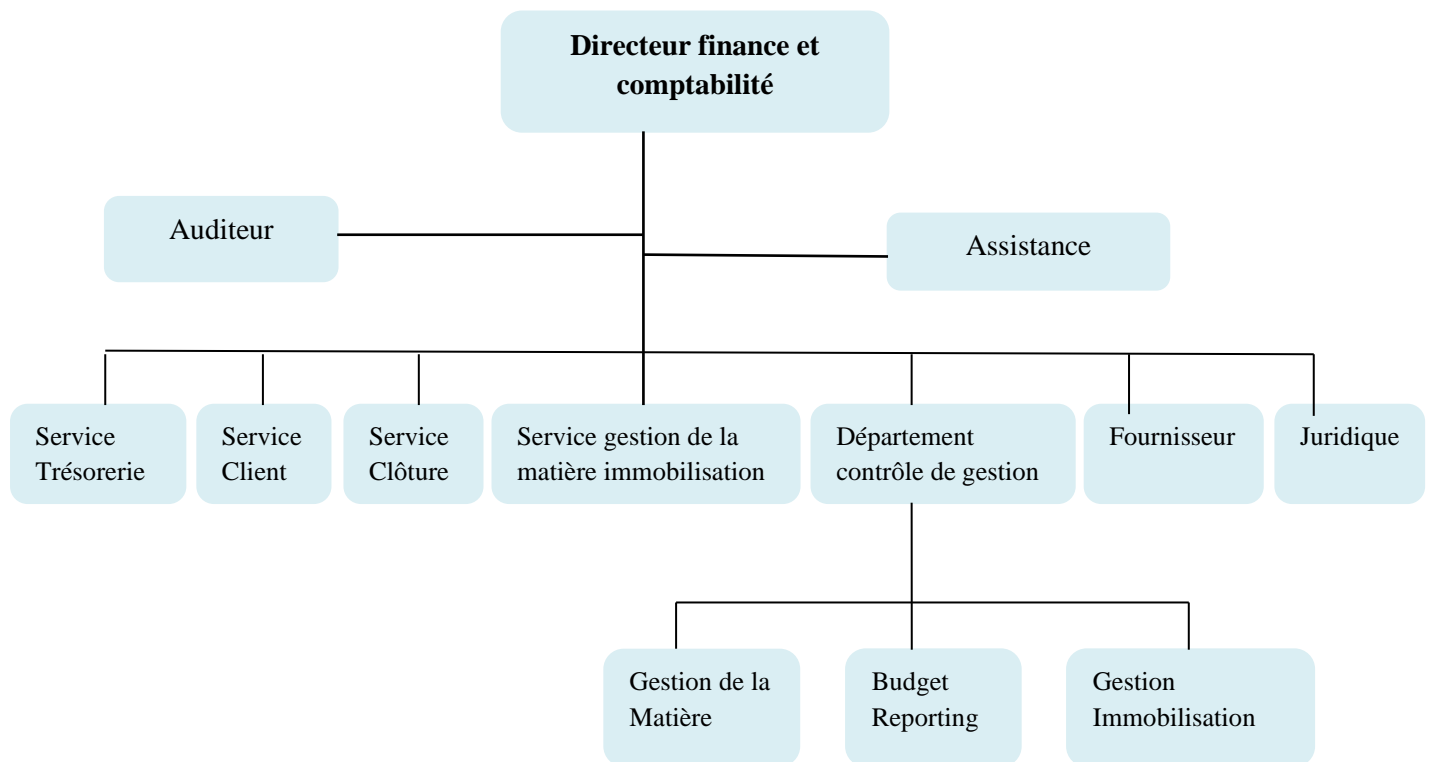 Directeur finance et
comptabilité
Auditeur
Assistance
Service
Trésorerie
Service
Client
Service
Clôture
Service gestion de la
matière immobilisation
Département
contrôle de gestion
Fournisseur
Juridique
Gestion de la
Matière
Budget
Reporting
Gestion
Immobilisation